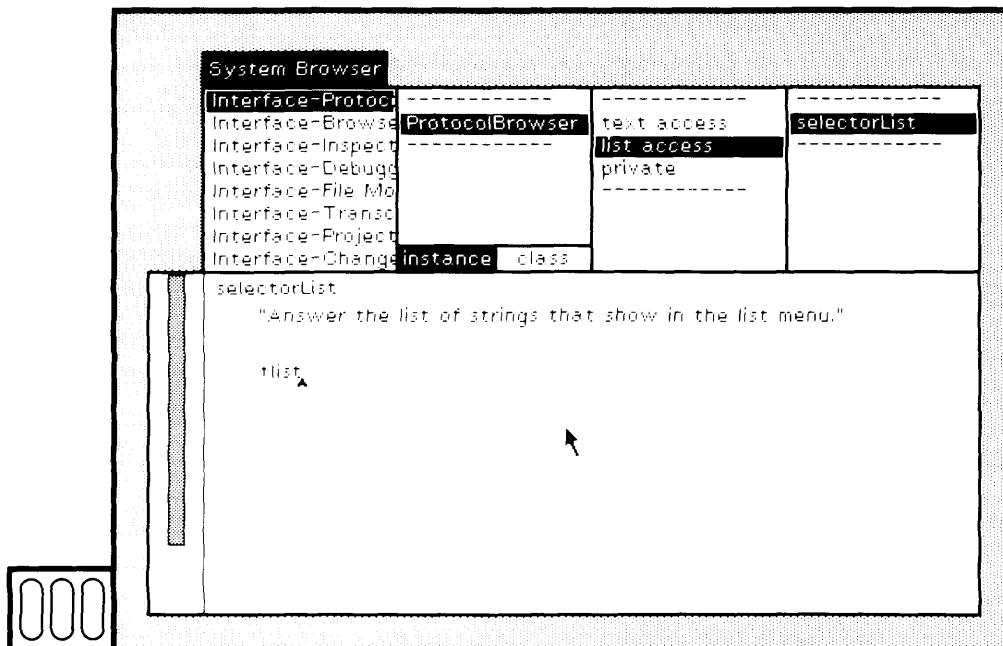 System Browser
Interface-Protoc
Interface-Browse
Interface-Inspect
Interface-Debugg
Interface-File Mo
Interface-Transc
Interface-Project
Interface-Change
------------
ProtocolBrowser
------------
instance class
------------
text access
list access
private
------------
------------
selectorList
------------
selectorList
"Answer the list of strings that show in the list menu."
↑list